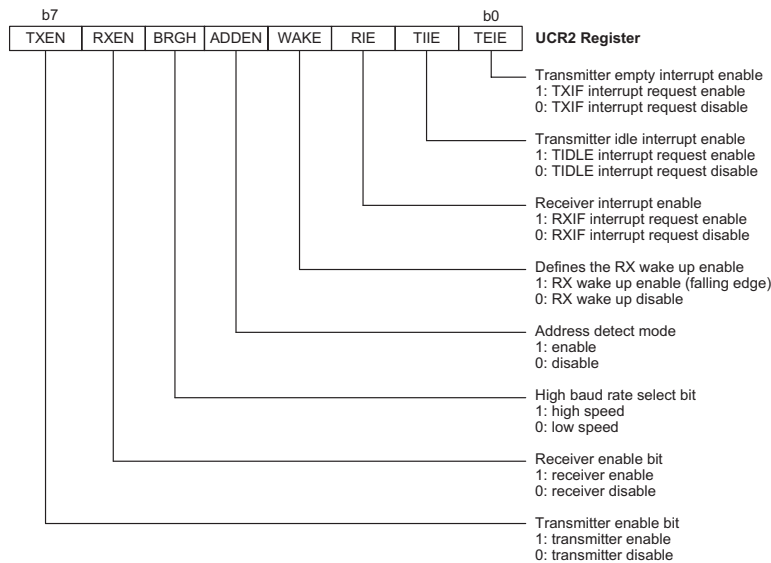 b7 b0
TXEN RXEN BRGH ADDEN WAKE RIE TIIE TEIE UCR2 Register
Transmitter empty interrupt enable
1: TXIF interrupt request enable
0: TXIF interrupt request disable
Transmitter idle interrupt enable
1: TIDLE interrupt request enable
0: TIDLE interrupt request disable
Receiver interrupt enable
1: RXIF interrupt request enable
0: RXIF interrupt request disable
Defines the RX wake up enable
1: RX wake up enable (falling edge)
0: RX wake up disable
Address detect mode
1: enable
0: disable
High baud rate select bit
1: high speed
0: low speed
Receiver enable bit
1: receiver enable
0: receiver disable
Transmitter enable bit
1: transmitter enable
0: transmitter disable